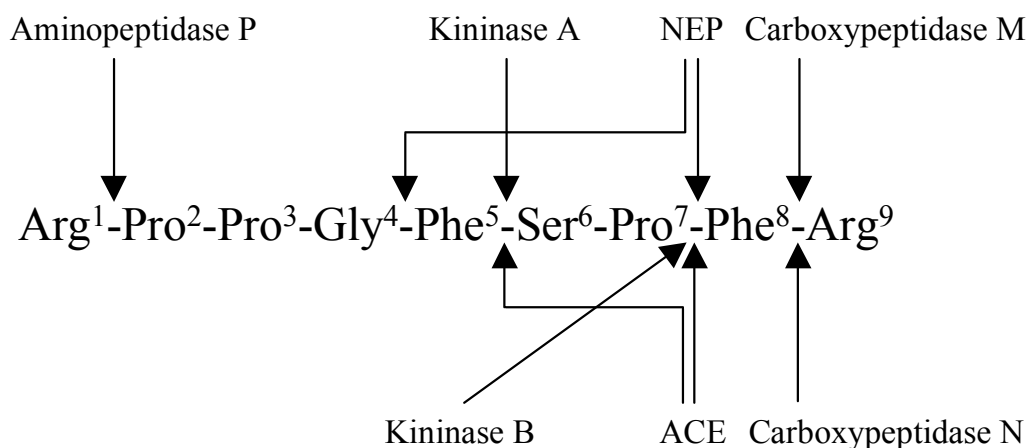 Aminopeptidase P Kininase A NEP Carboxypeptidase M
Arg¹-Pro²-Pro³-Gly⁴-Phe⁵-Ser⁶-Pro⁷-Phe⁸-Arg⁹
Kininase B ACE Carboxypeptidase N